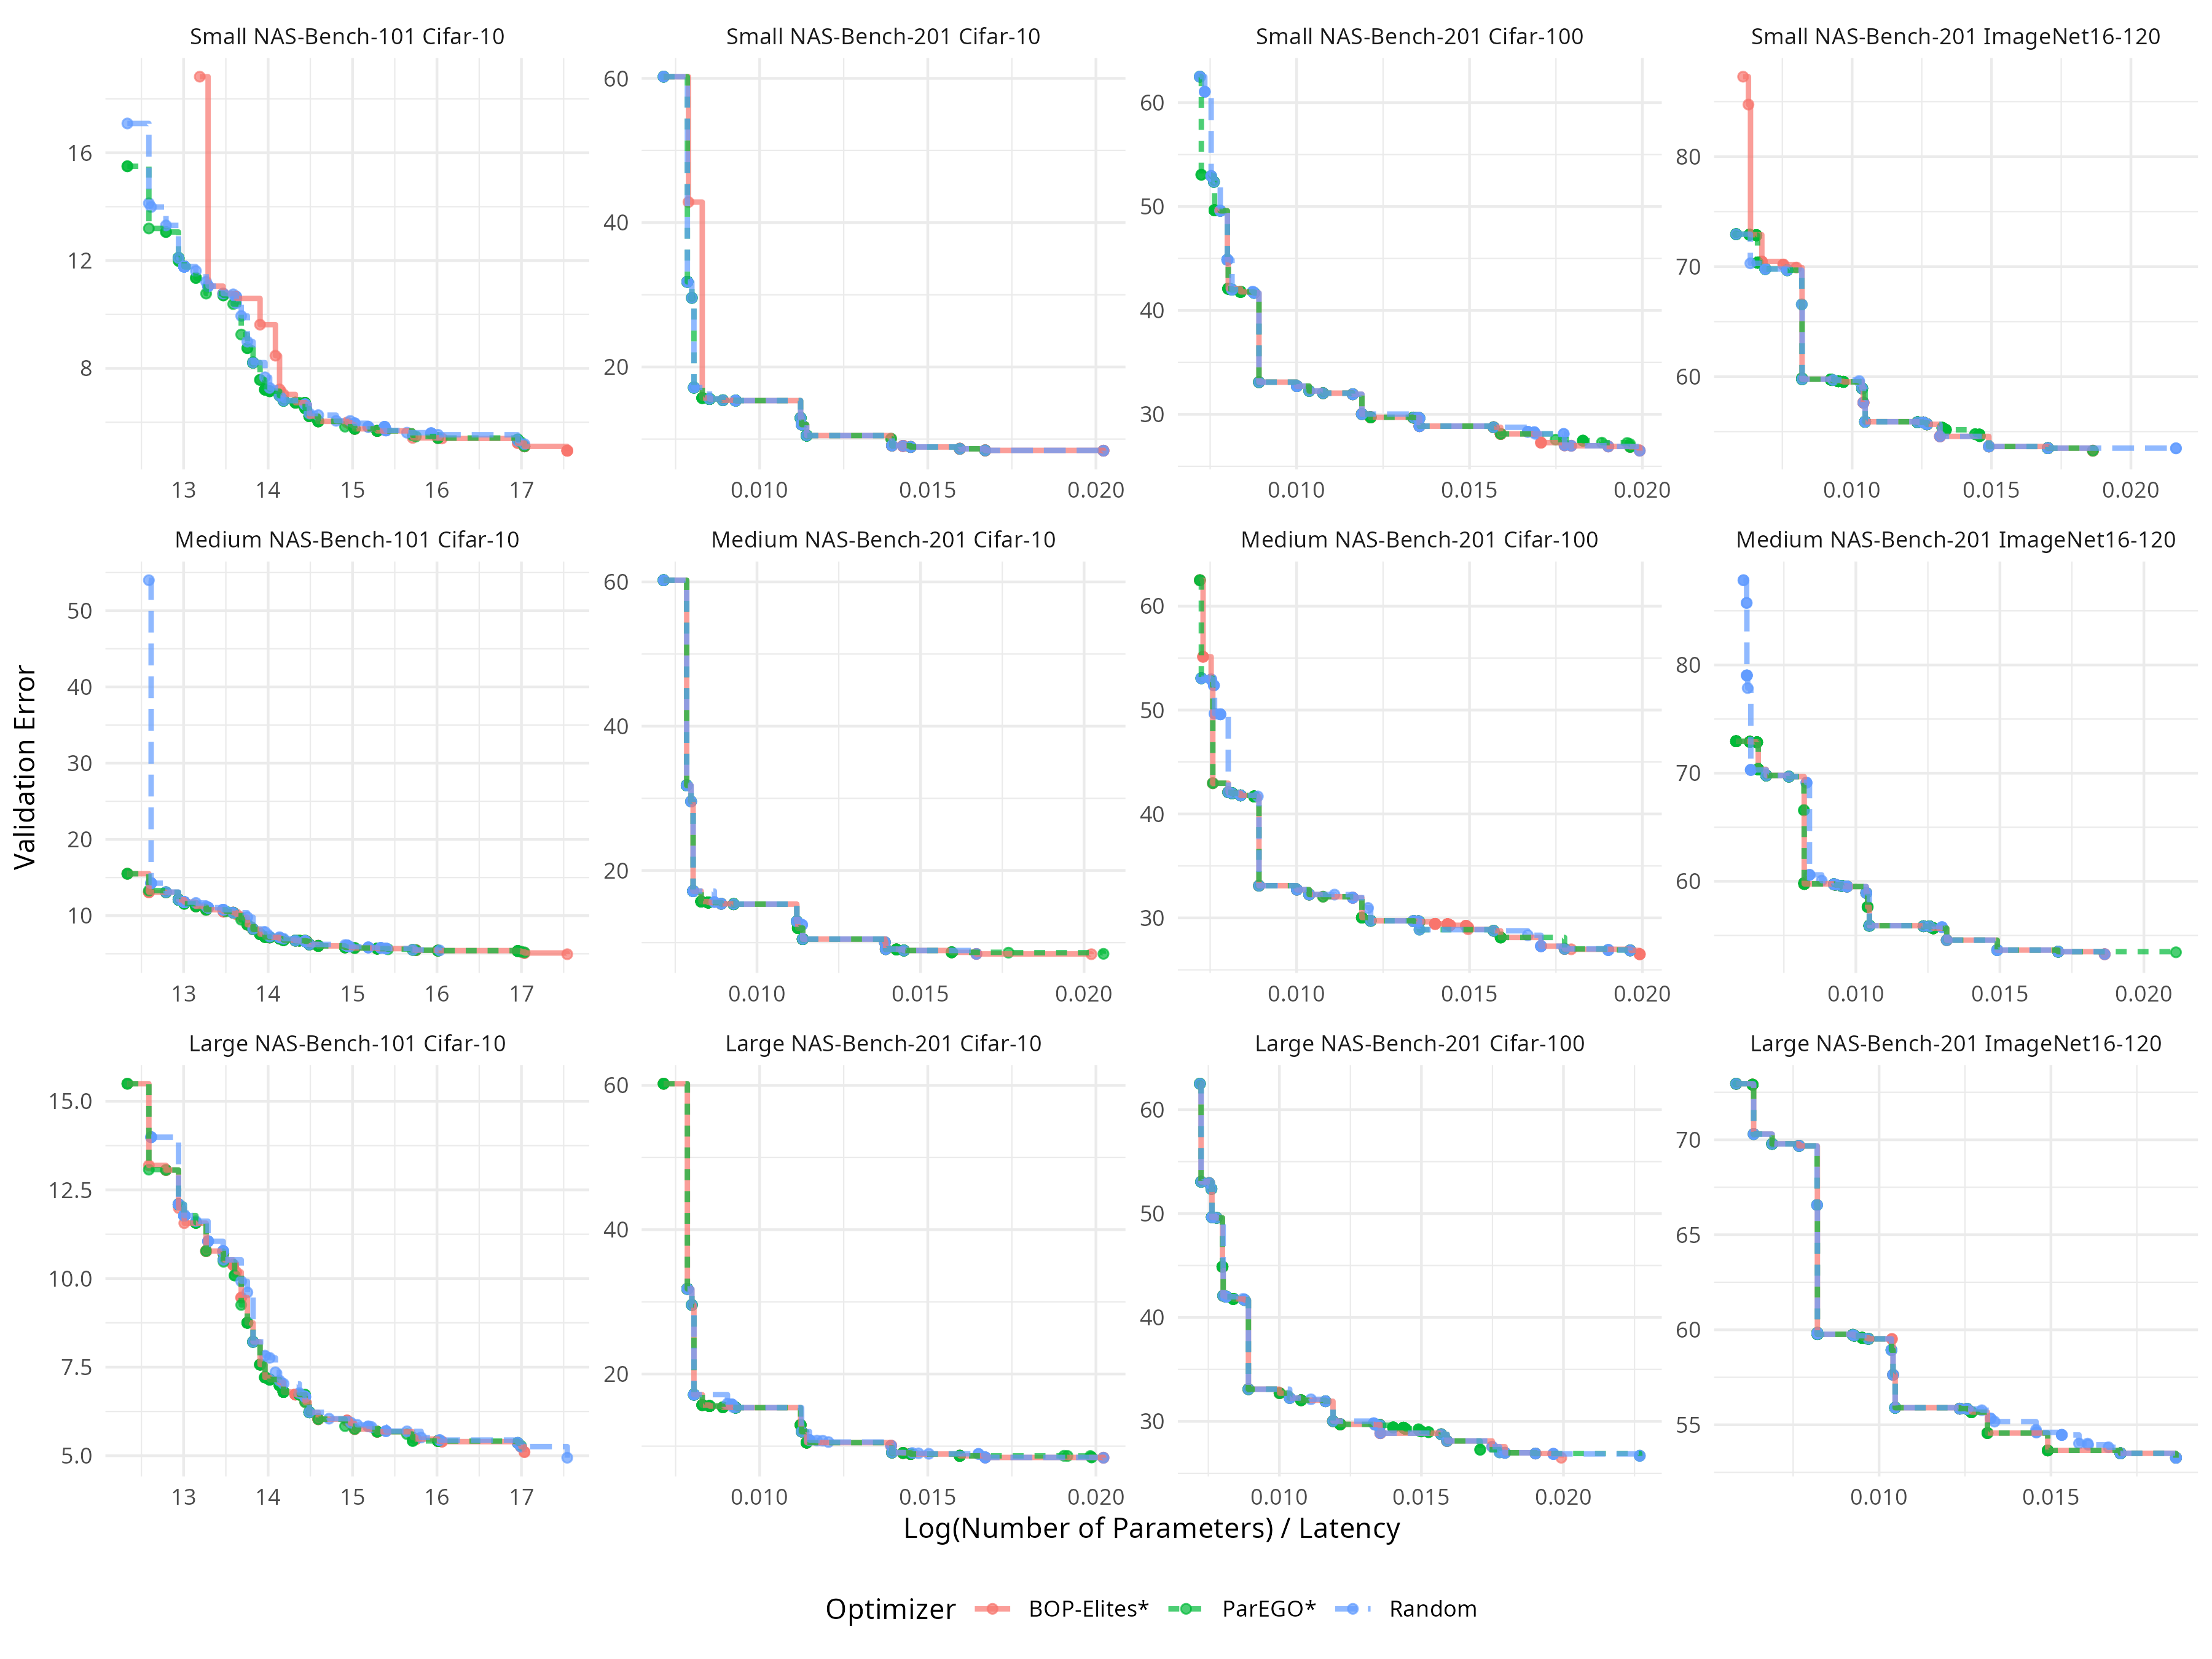 Small NAS-Bench-101 Cifar-10
Small NAS-Bench-201 Cifar-10
Small NAS-Bench-201 Cifar-100
Small NAS-Bench-201 ImageNet16-120
16
12
8
13 14 15 16 17
60
40
20
0.010 0.015 0.020
60
50
40
30
0.010 0.015 0.020
80
70
60
0.010 0.015 0.020
Medium NAS-Bench-101 Cifar-10
Medium NAS-Bench-201 Cifar-10
Medium NAS-Bench-201 Cifar-100
Medium NAS-Bench-201 ImageNet16-120
Validation Error
50
40
30
20
10
13 14 15 16 17
60
40
20
0.010 0.015 0.020
60
50
40
30
0.010 0.015 0.020
80
70
60
0.010 0.015 0.020
Large NAS-Bench-101 Cifar-10
Large NAS-Bench-201 Cifar-10
Large NAS-Bench-201 Cifar-100
Large NAS-Bench-201 ImageNet16-120
15.0
12.5
10.0
7.5
5.0
13 14 15 16 17
60
40
20
0.010 0.015 0.020
60
50
40
30
0.010 0.015 0.020
70
65
60
55
0.010 0.015
Log(Number of Parameters) / Latency
Optimizer BOP-Elites* ParEGO* Random